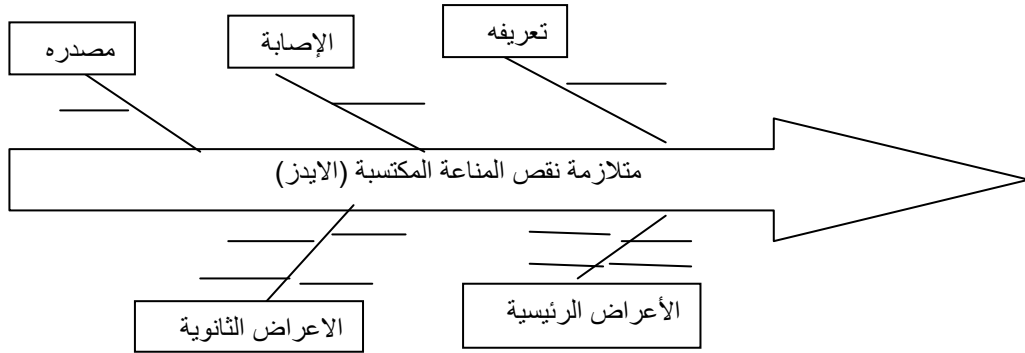 تعريفه
الإصابة
مصدره
متلازمة نقص المناعة المكتسبة (الايدز)
الأعراض الرئيسية
الاعراض الثانوية